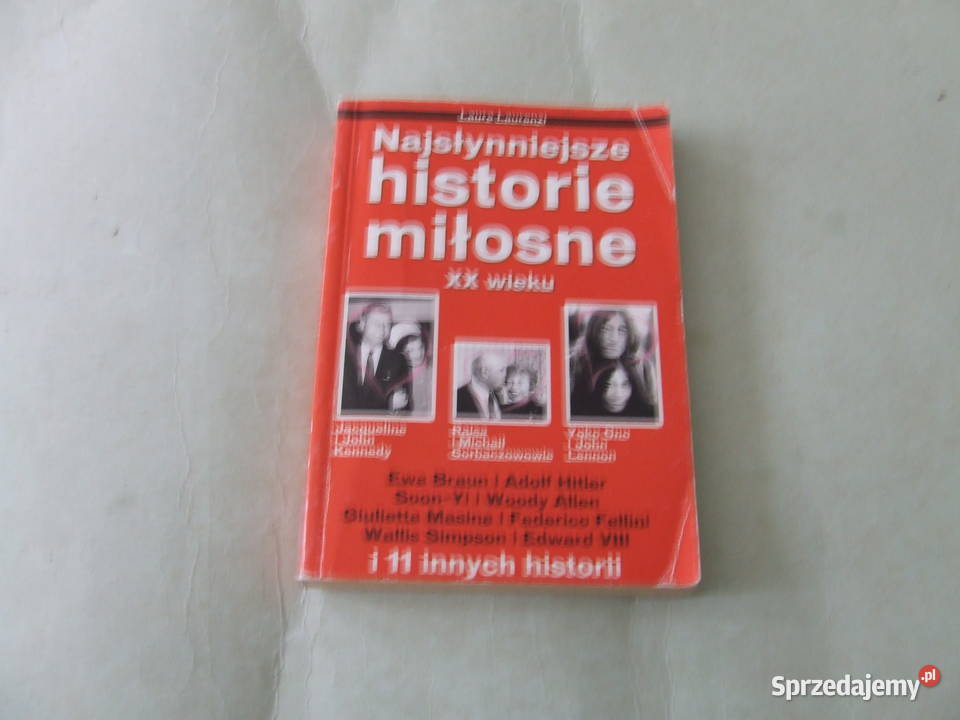 Laura Laurenzi
Najsłynniejsze
historie
miłosne
XX wieku
Jacqueline
i John
Kennedy
Raisa
i Michaił
Gorbaczowowie
Yoko Ono
i John
Lennon
Ewa Braun i Adolf Hitler
Soon-Yi i Woody Allen
Giulietta Masina i Federico Fellini
Wallis Simpson i Edward VIII
i 11 innych historii
Sprzedajemy.pl